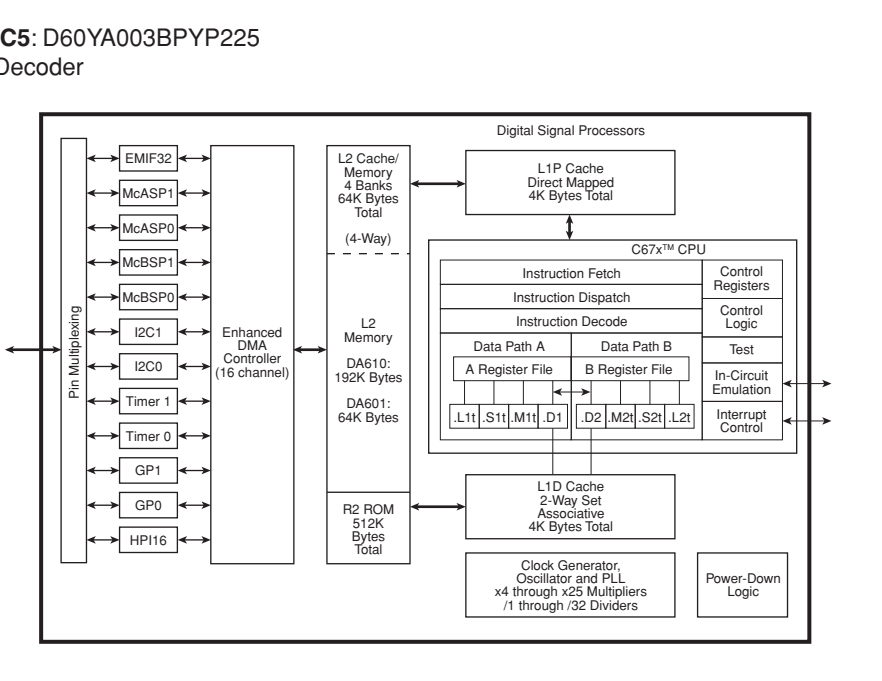 C5: D60YA003BPYP225
Decoder
Digital Signal Processors
Pin Multiplexing
EMIF32
McASP1
McASP0
McBSP1
McBSP0
I2C1
I2C0
Timer 1
Timer 0
GP1
GP0
HPI16
Enhanced
DMA
Controller
(16 channel)
L2 Cache/
Memory
4 Banks
64K Bytes
Total
(4-Way)
L2
Memory
DA610:
192K Bytes
DA601:
64K Bytes
R2 ROM
512K
Bytes
Total
L1P Cache
Direct Mapped
4K Bytes Total
C67x™ CPU
Instruction Fetch
Instruction Dispatch
Instruction Decode
Data Path A
Data Path B
A Register File
B Register File
.L1t .S1t .M1t .D1
.D2 .M2t .S2t .L2t
Control
Registers
Control
Logic
Test
In-Circuit
Emulation
Interrupt
Control
L1D Cache
2-Way Set
Associative
4K Bytes Total
Clock Generator,
Oscillator and PLL
x4 through x25 Multipliers
/1 through /32 Dividers
Power-Down
Logic